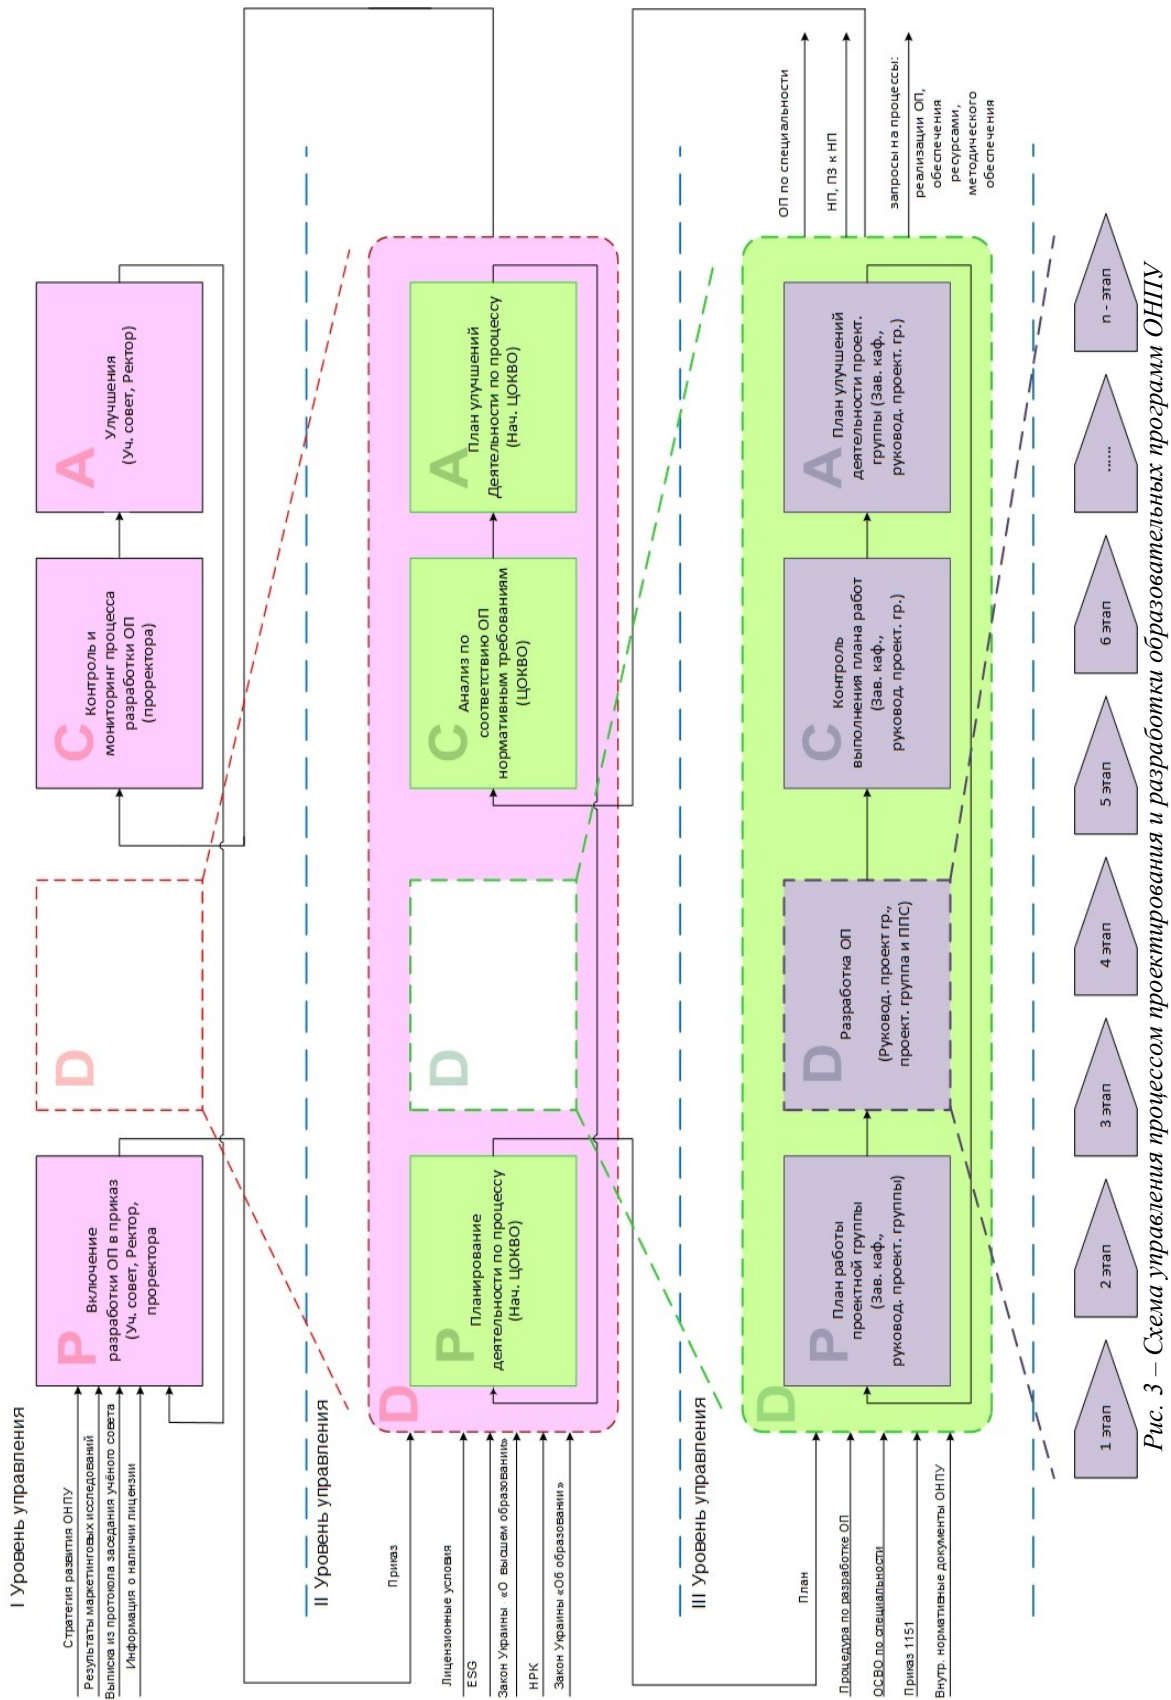 I Уровень управления
Стратегия развития ОНПУ
Результаты маркетинговых исследований
Выписка из протокола заседания учёного совета
Информация о наличии лицензии
P
Включение
разработки ОП в приказ
(Уч. совет, Ректор,
проректора
D
C
Контроль и
мониторинг процесса
разработки ОП
(проректора)
A
Улучшения
(Уч. совет, Ректор)
II Уровень управления
Приказ
Лицензионные условия
ESG
Закон Украины «О высшем образовании»
НРК
Закон Украины «Об образовании»
D
P
Планирование
деятельности по процессу
(Нач. ЦОКВО)
D
C
Анализ по
соответствию ОП
нормативным требованиям
(ЦОКВО)
A
План улучшений
Деятельности по процессу
(Нач. ЦОКВО)
III Уровень управления
План
Процедура по разработке ОП
ОСВО по специальности
Приказ 1151
Внутр. нормативные документы ОНПУ
D
P
План работы
проектной группы
(Зав. каф.,
руковод. проект. группы)
D
Разработка ОП
(Руковод. проект гр.,
проект. группа и ППС)
C
Контроль
выполнения плана работ
(Зав. каф.,
руковод. проект. гр.)
A
План улучшений
деятельности проект.
группы (Зав. каф.,
руковод. проект. гр.)
ОП по специальности
НП, ПЗ к НП
запросы на процессы:
реализации ОП,
обеспечения
ресурсами,
методического
обеспечения
1 этап
2 этап
3 этап
4 этап
5 этап
6 этап
......
n - этап
Рис. 3 – Схема управления процессом проектирования и разработки образовательных программ ОНПУ